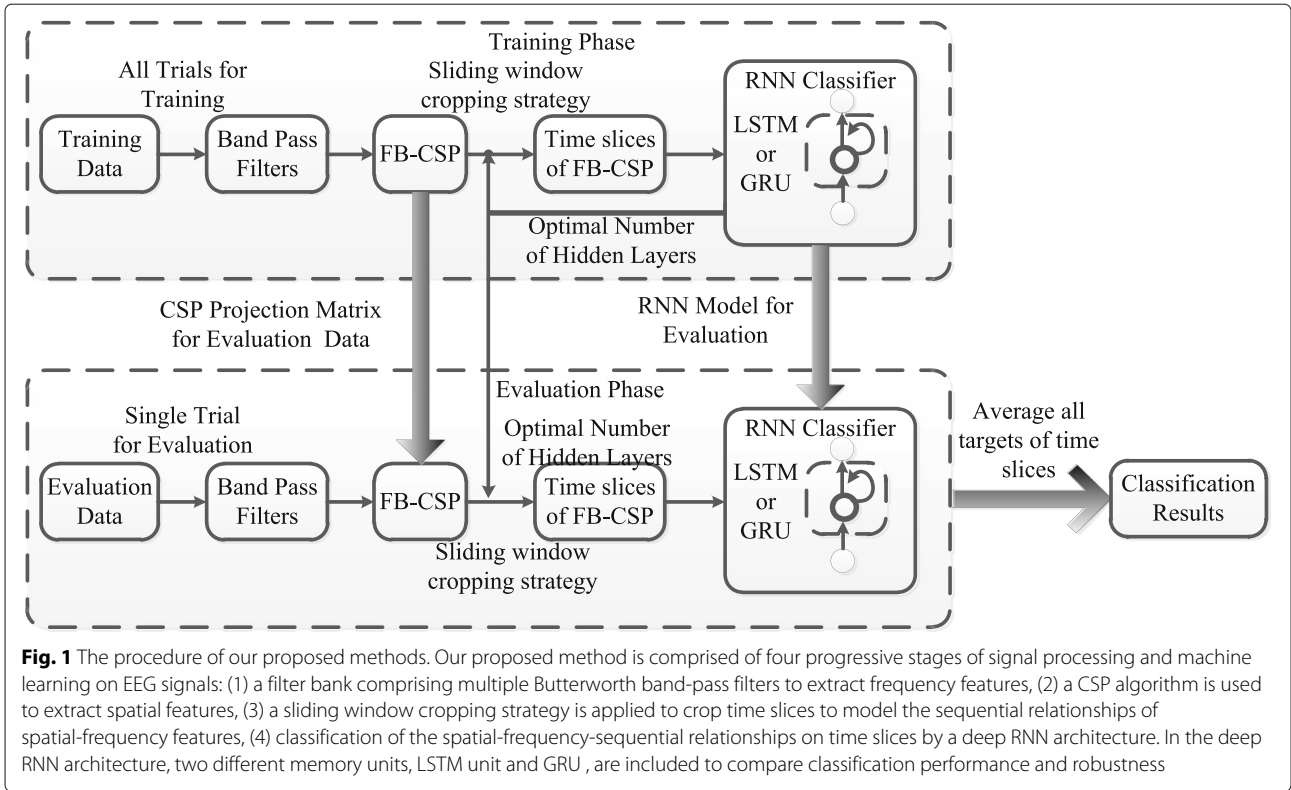 Training Phase
All Trials for
Training
Sliding window
cropping strategy
Training
Data
Band Pass
Filters
FB-CSP
Time slices
of FB-CSP
RNN Classifier
LSTM
or
GRU
Optimal Number
of Hidden Layers
CSP Projection Matrix
for Evaluation Data
RNN Model for
Evaluation
Evaluation Phase
Single Trial
for Evaluation
Optimal Number
of Hidden Layers
Evaluation
Data
Band Pass
Filters
FB-CSP
Time slices
of FB-CSP
Sliding window
cropping strategy
RNN Classifier
LSTM
or
GRU
Average all
targets of time
slices
Classification
Results
Fig. 1 The procedure of our proposed methods. Our proposed method is comprised of four progressive stages of signal processing and machine
learning on EEG signals: (1) a filter bank comprising multiple Butterworth band-pass filters to extract frequency features, (2) a CSP algorithm is used
to extract spatial features, (3) a sliding window cropping strategy is applied to crop time slices to model the sequential relationships of
spatial-frequency features, (4) classification of the spatial-frequency-sequential relationships on time slices by a deep RNN architecture. In the deep
RNN architecture, two different memory units, LSTM unit and GRU , are included to compare classification performance and robustness